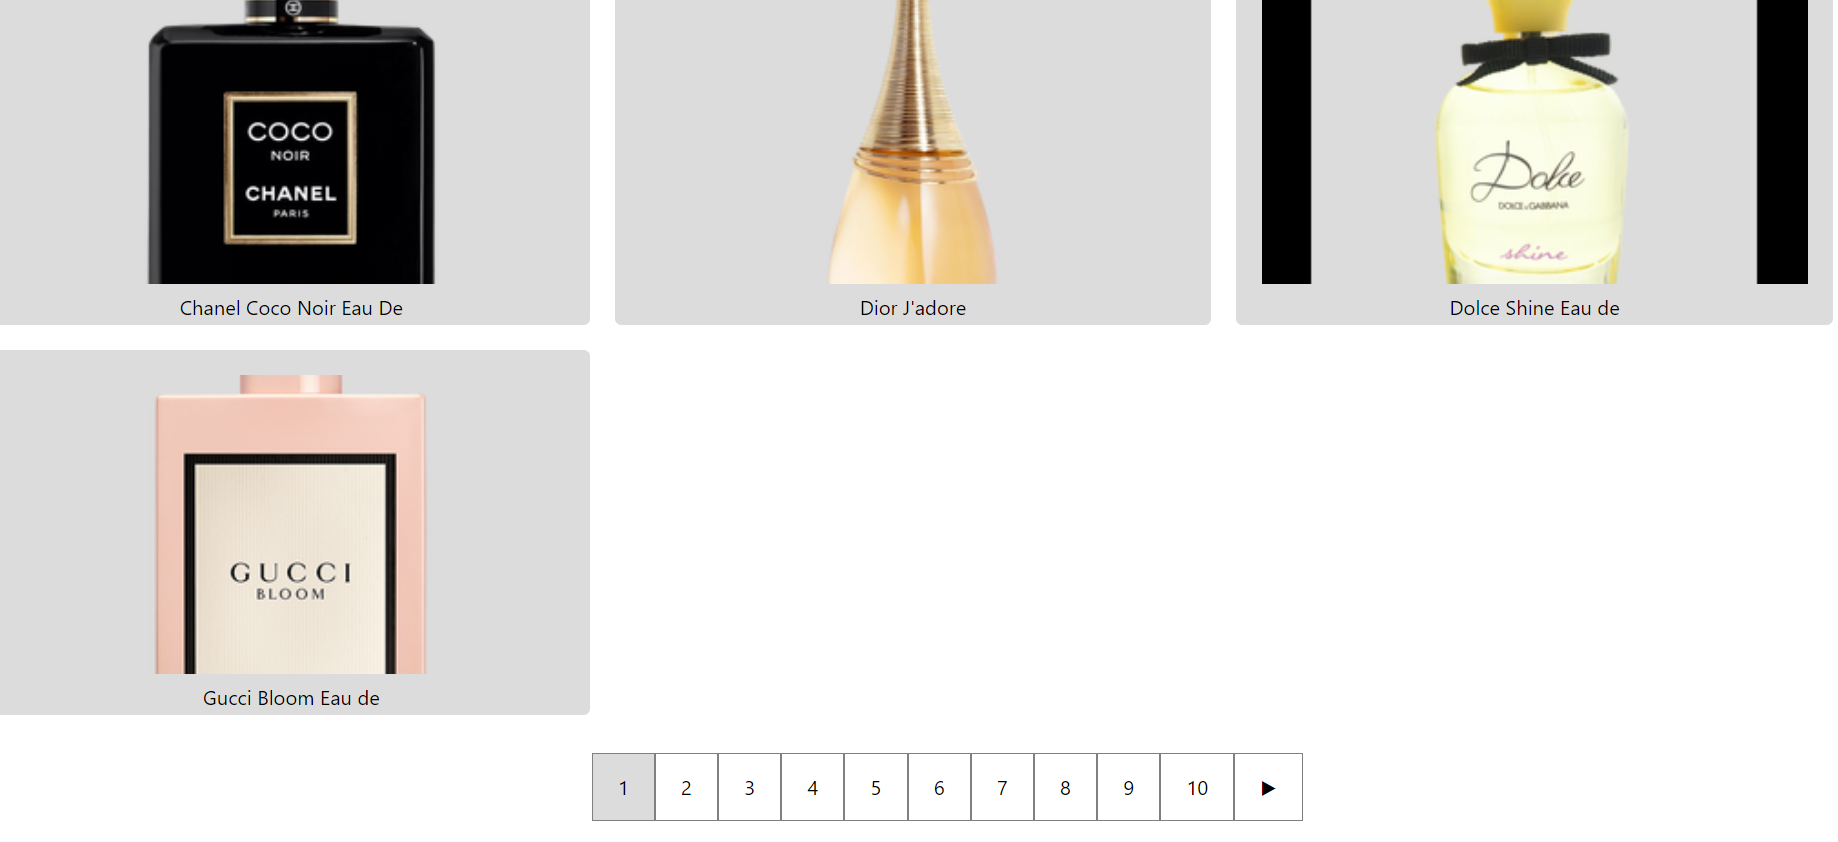 COCO
NOIR
CHANEL
PARIS
Dolce
DOLCE & GABBANA
shine
Chanel Coco Noir Eau De
Dior J'adore
Dolce Shine Eau de
GUCCI
BLOOM
Gucci Bloom Eau de
1 2 3 4 5 6 7 8 9 10 ▶